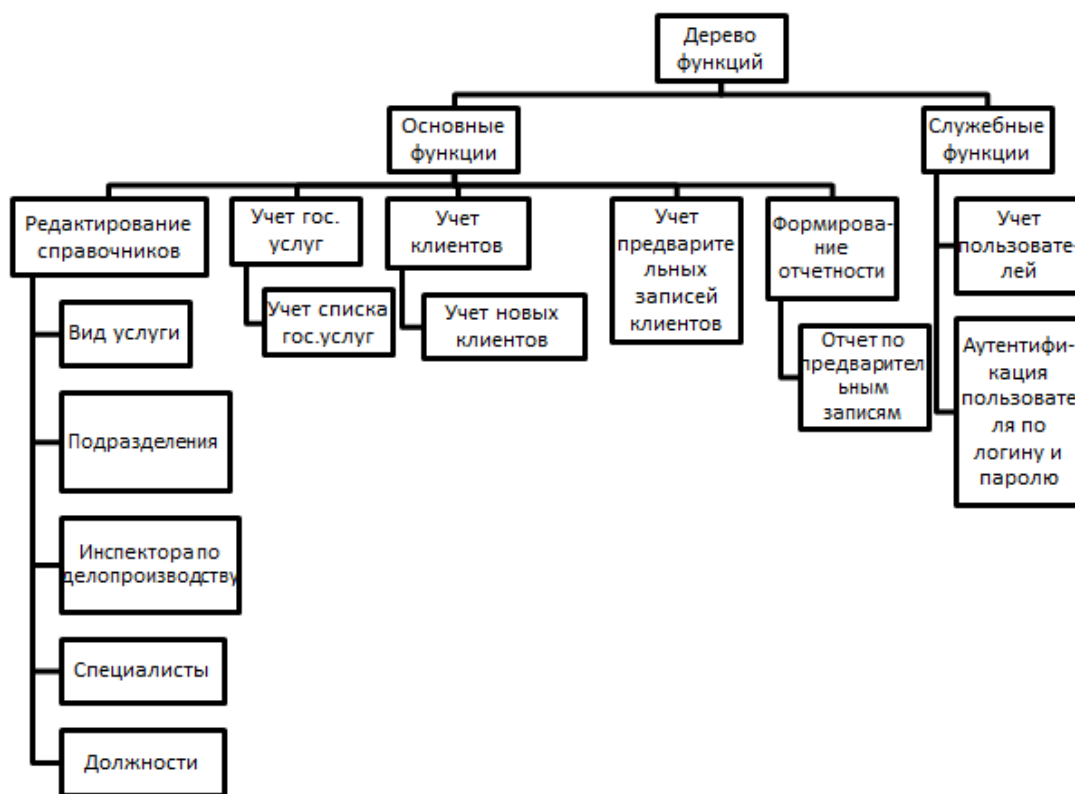 Дерево
функций
Основные
функции
Служебные
функции
Редактирование
справочников
Учет гос.
услуг
Учет
клиентов
Учет
предварите
льных
записей
клиентов
Формирова-
ние
отчетности
Учет
пользовате-
лей
Вид услуги
Учет списка
гос.услуг
Учет новых
клиентов
Отчет по
предварител
ьным
записям
Аутентифи-
кация
пользовате
ля по
логину и
паролю
Подразделения
Инспектора по
делопроизводству
Специалисты
Должности